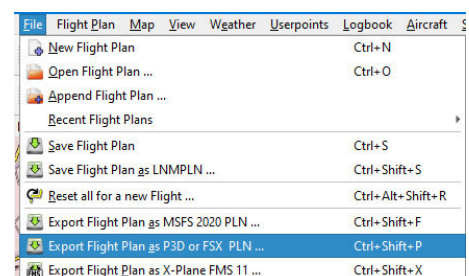 File Flight Plan Map View Weather Userpoints Logbook Aircraft
New Flight Plan Ctrl+N
Open Flight Plan ... Ctrl+O
Append Flight Plan ...
Recent Flight Plans
Save Flight Plan Ctrl+S
Save Flight Plan as LNMPLN ... Ctrl+Shift+S
Reset all for a new Flight ... Ctrl+Alt+Shift+R
Export Flight Plan as MSFS 2020 PLN ... Ctrl+Shift+F
Export Flight Plan as P3D or FSX PLN ... Ctrl+Shift+P
Export Flight Plan as X-Plane FMS 11 ... Ctrl+Shift+X